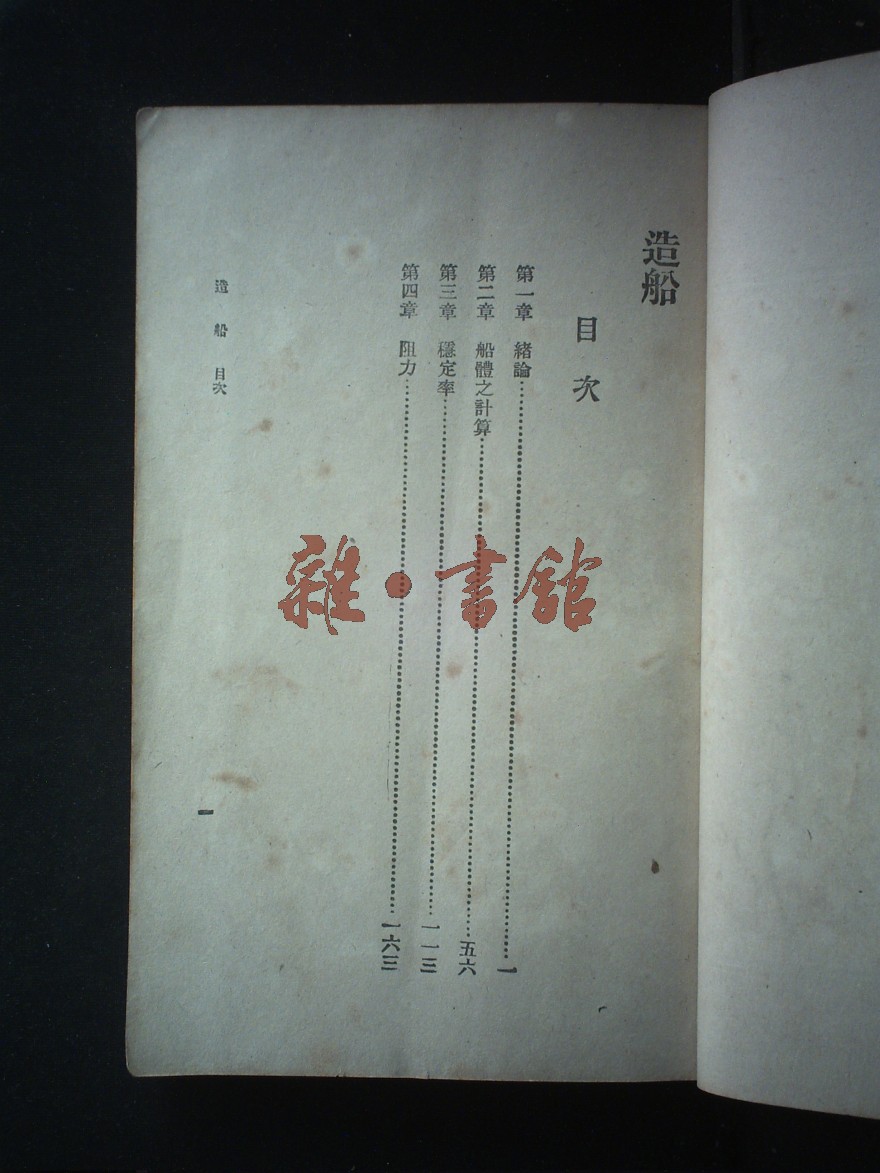 造船
目次
第一章 緒論……一
第二章 船體之計算……五六
第三章 穩定率……一一三
第四章 阻力……一六三
造船 目次
一
雜·書館